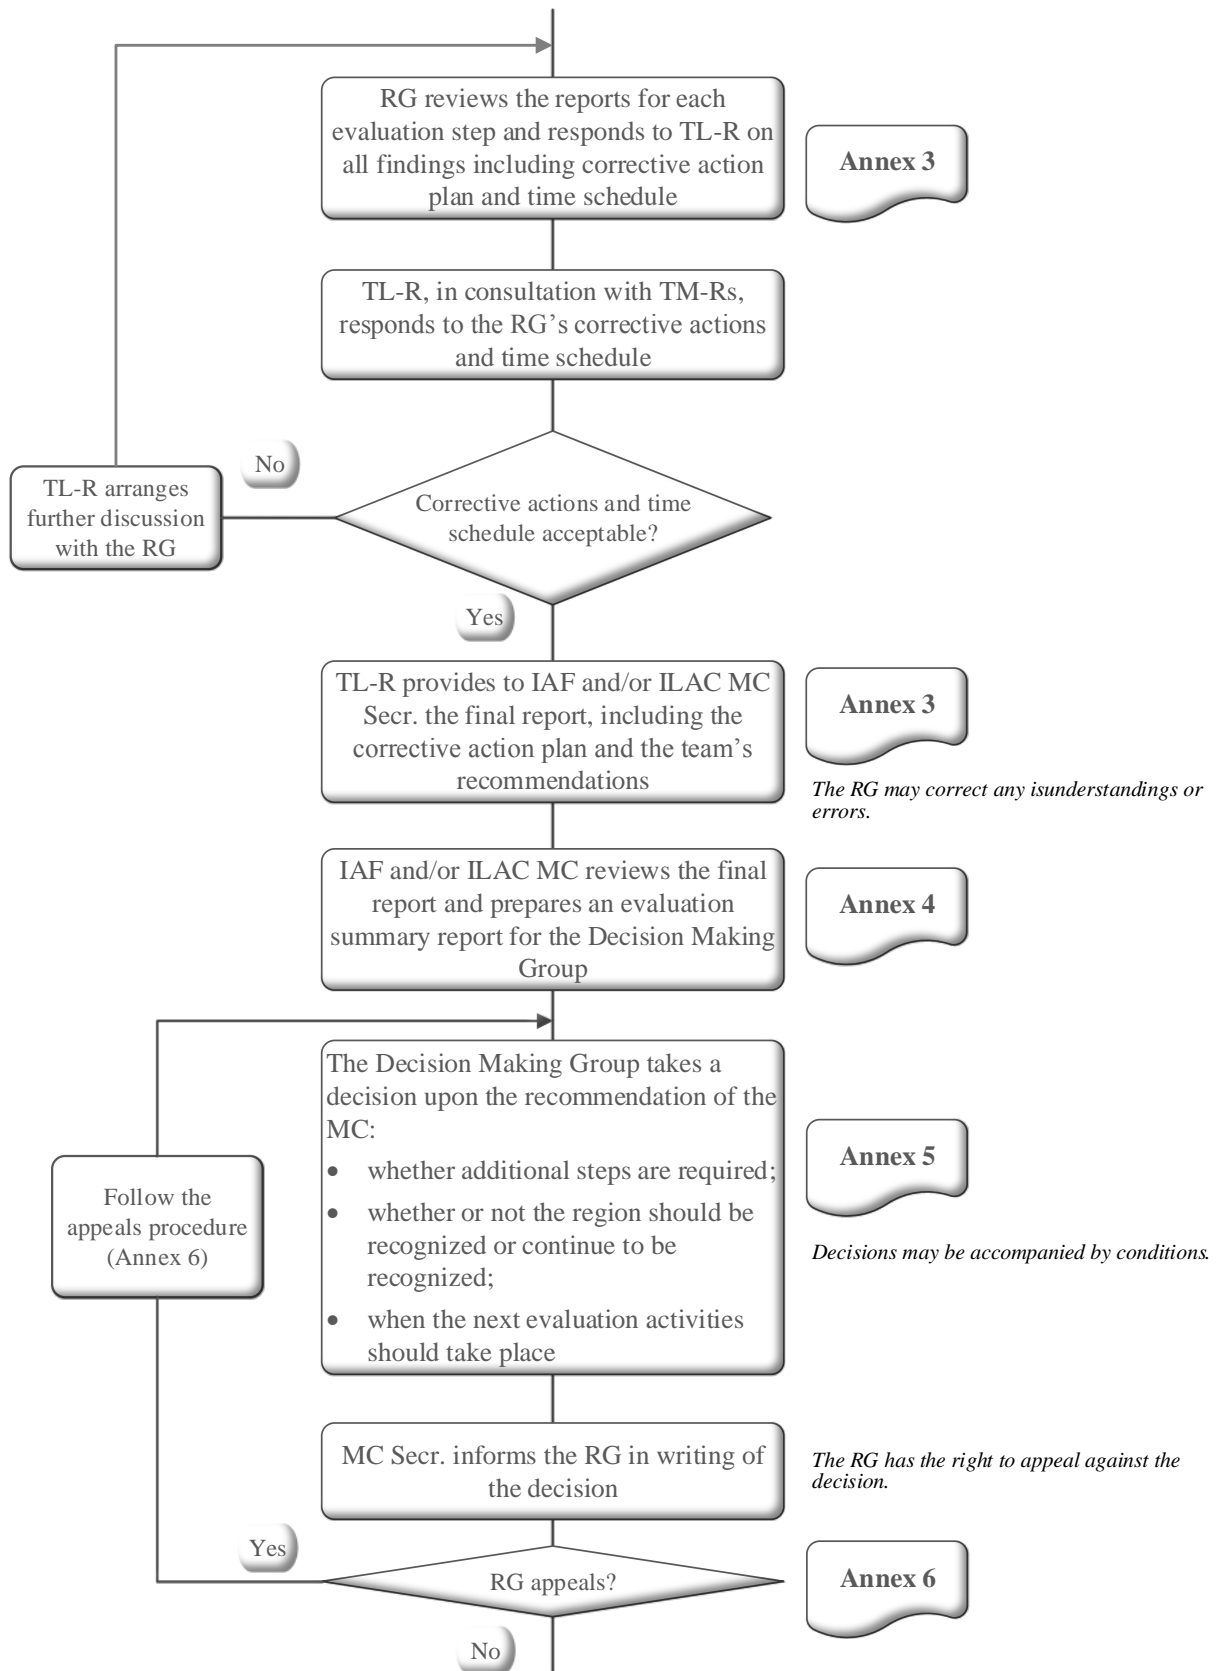 RG reviews the reports for each
evaluation step and responds to TL-R on
all findings including corrective action
plan and time schedule
Annex 3
TL-R, in consultation with TM-Rs,
responds to the RG’s corrective actions
and time schedule
No
TL-R arranges
further discussion
with the RG
Corrective actions and time
schedule acceptable?
Yes
TL-R provides to IAF and/or ILAC MC
Secr. the final report, including the
corrective action plan and the team’s
recommendations
Annex 3
The RG may correct any isunderstandings or
errors.
IAF and/or ILAC MC reviews the final
report and prepares an evaluation
summary report for the Decision Making
Group
Annex 4
The Decision Making Group takes a
decision upon the recommendation of the
MC:
• whether additional steps are required;
• whether or not the region should be
recognized or continue to be
recognized;
• when the next evaluation activities
should take place
Annex 5
Decisions may be accompanied by conditions.
Follow the
appeals procedure
(Annex 6)
MC Secr. informs the RG in writing of
the decision
The RG has the right to appeal against the
decision.
Yes
RG appeals?
Annex 6
No